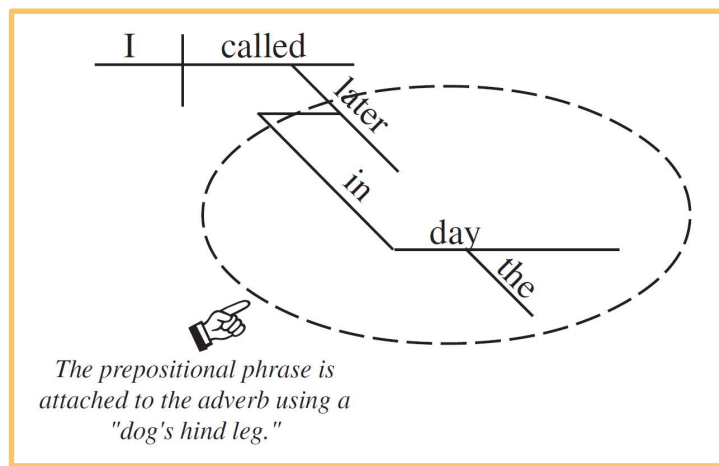 I called
later
in
day
the
The prepositional phrase is
attached to the adverb using a
"dog's hind leg."